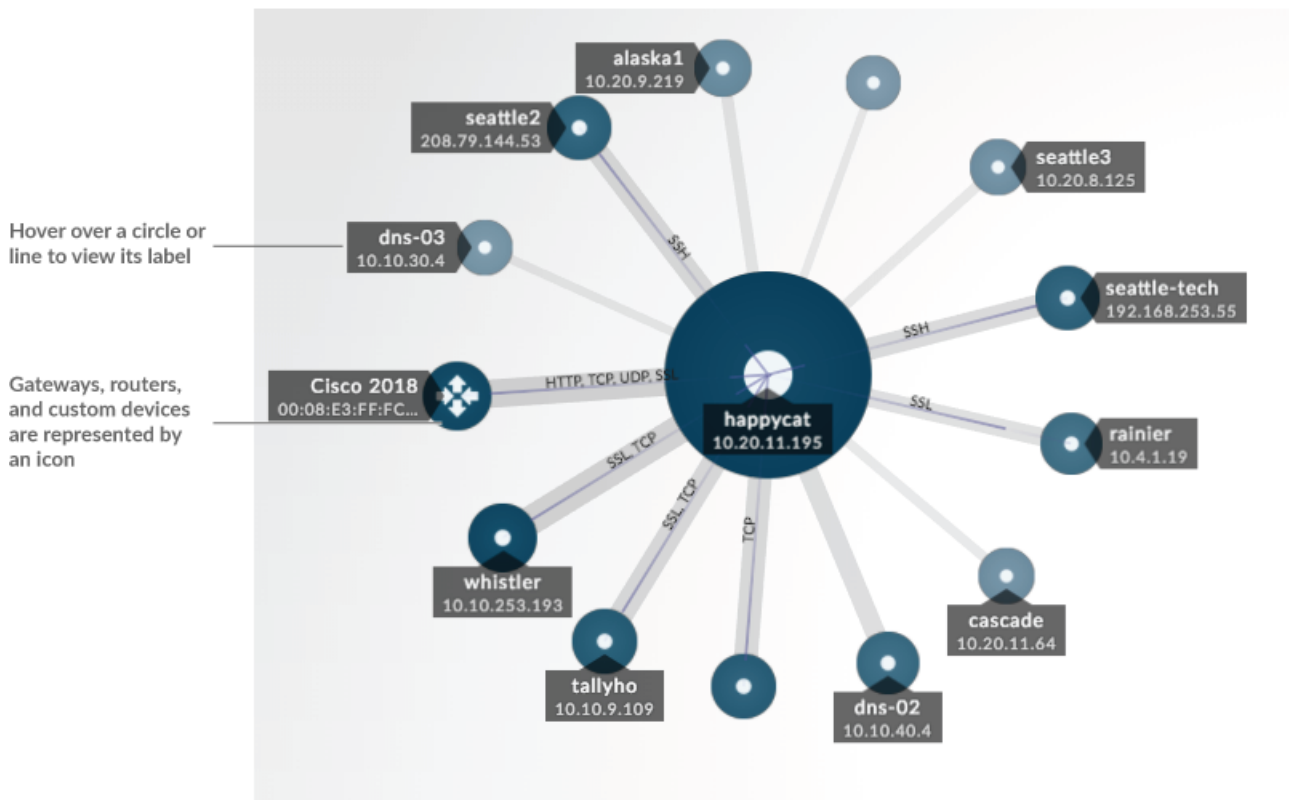 alaska1
10.20.9.219
seattle2
208.79.144.53
seattle3
10.20.8.125
Hover over a circle or
line to view its label
dns-03
10.10.30.4
SSH
seattle-tech
192.168.253.55
SSH
Gateways, routers,
and custom devices
are represented by
an icon
Cisco 2018
00:08:E3:FF:FC...
HTTP, TCP, UDP, SSL
happycat
10.20.11.195
SSL
rainier
10.4.1.19
SSL, TCP
SSL, TCP
TCP
whistler
10.10.253.193
cascade
10.20.11.64
tallyho
10.10.9.109
dns-02
10.10.40.4